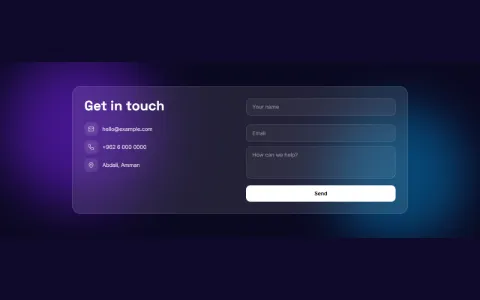 Get in touch
hello@example.com
+962 6 000 0000
Abdali, Amman
Your name
Email
How can we help?
Send